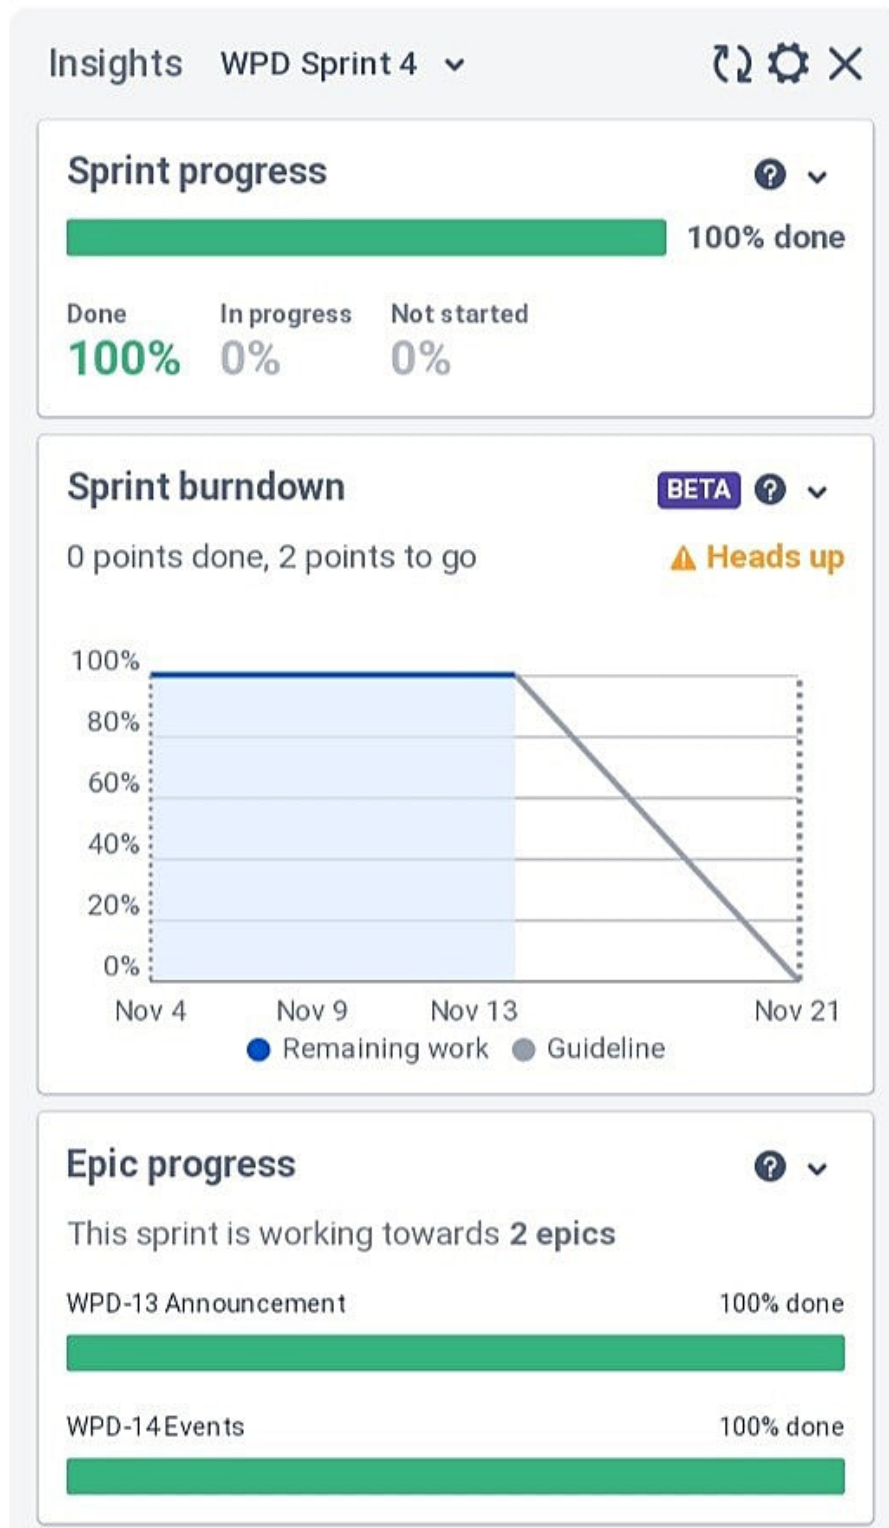 Insights WPD Sprint 4
Sprint progress
100% done
Done In progress Not started
100% 0% 0%
Sprint burndown BETA
0 points done, 2 points to go Heads up
100%
80%
60%
40%
20%
0%
Nov 4 Nov 9 Nov 13 Nov 21
Remaining work Guideline
Epic progress
This sprint is working towards 2 epics
WPD-13 Announcement 100% done
WPD-14 Events 100% done